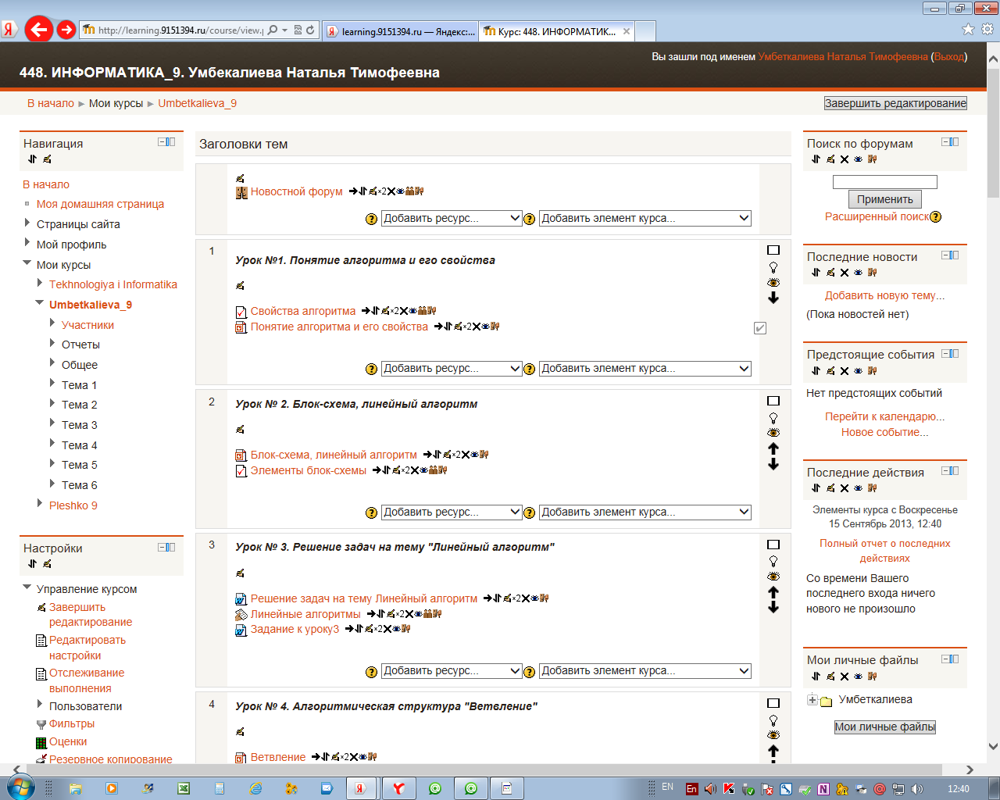 http://learning.9151394.ru/course/view.p
learning.9151394.ru — Яндекс:...
Курс: 448. ИНФОРМАТИК...
Вы зашли под именем Умбеткалиева Наталья Тимофеевна (Выход)
448. ИНФОРМАТИКА_9. Умбекалиева Наталья Тимофеевна
В начало ► Мои курсы ► Umbetkalieva_9
Завершить редактирование
Навигация
В начало
Моя домашняя страница
Страницы сайта
Мой профиль
Мои курсы
Tekhnologiya i Informatika
Umbetkalieva_9
Участники
Отчеты
Общее
Тема 1
Тема 2
Тема 3
Тема 4
Тема 5
Тема 6
Pleshko 9
Настройки
Управление курсом
Завершить
редактирование
Редактировать
настройки
Отслеживание
выполнения
Пользователи
Фильтры
Оценки
Резервное копирование
Заголовки тем
Новостной форум ×2
Добавить ресурс... Добавить элемент курса...
1
Урок №1. Понятие алгоритма и его свойства
Свойства алгоритма ×2
Понятие алгоритма и его свойства ×2
Добавить ресурс... Добавить элемент курса...
2
Урок № 2. Блок-схема, линейный алгоритм
Блок-схема, линейный алгоритм ×2
Элементы блок-схемы ×2
Добавить ресурс... Добавить элемент курса...
3
Урок № 3. Решение задач на тему "Линейный алгоритм"
Решение задач на тему Линейный алгоритм ×2
Линейные алгоритмы ×2
Задание к уроку3 ×2
Добавить ресурс... Добавить элемент курса...
4
Урок № 4. Алгоритмическая структура "Ветвление"
Ветвление ×2
Поиск по форумам
Применить
Расширенный поиск
Последние новости
Добавить новую тему...
(Пока новостей нет)
Предстоящие события
Нет предстоящих событий
Перейти к календарю...
Новое событие...
Последние действия
Элементы курса с Воскресенье
15 Сентябрь 2013, 12:40
Полный отчет о последних
действиях
Со времени Вашего
последнего входа ничего
нового не произошло
Мои личные файлы
Умбеткалиева
Мои личные файлы
EN
En
12:40